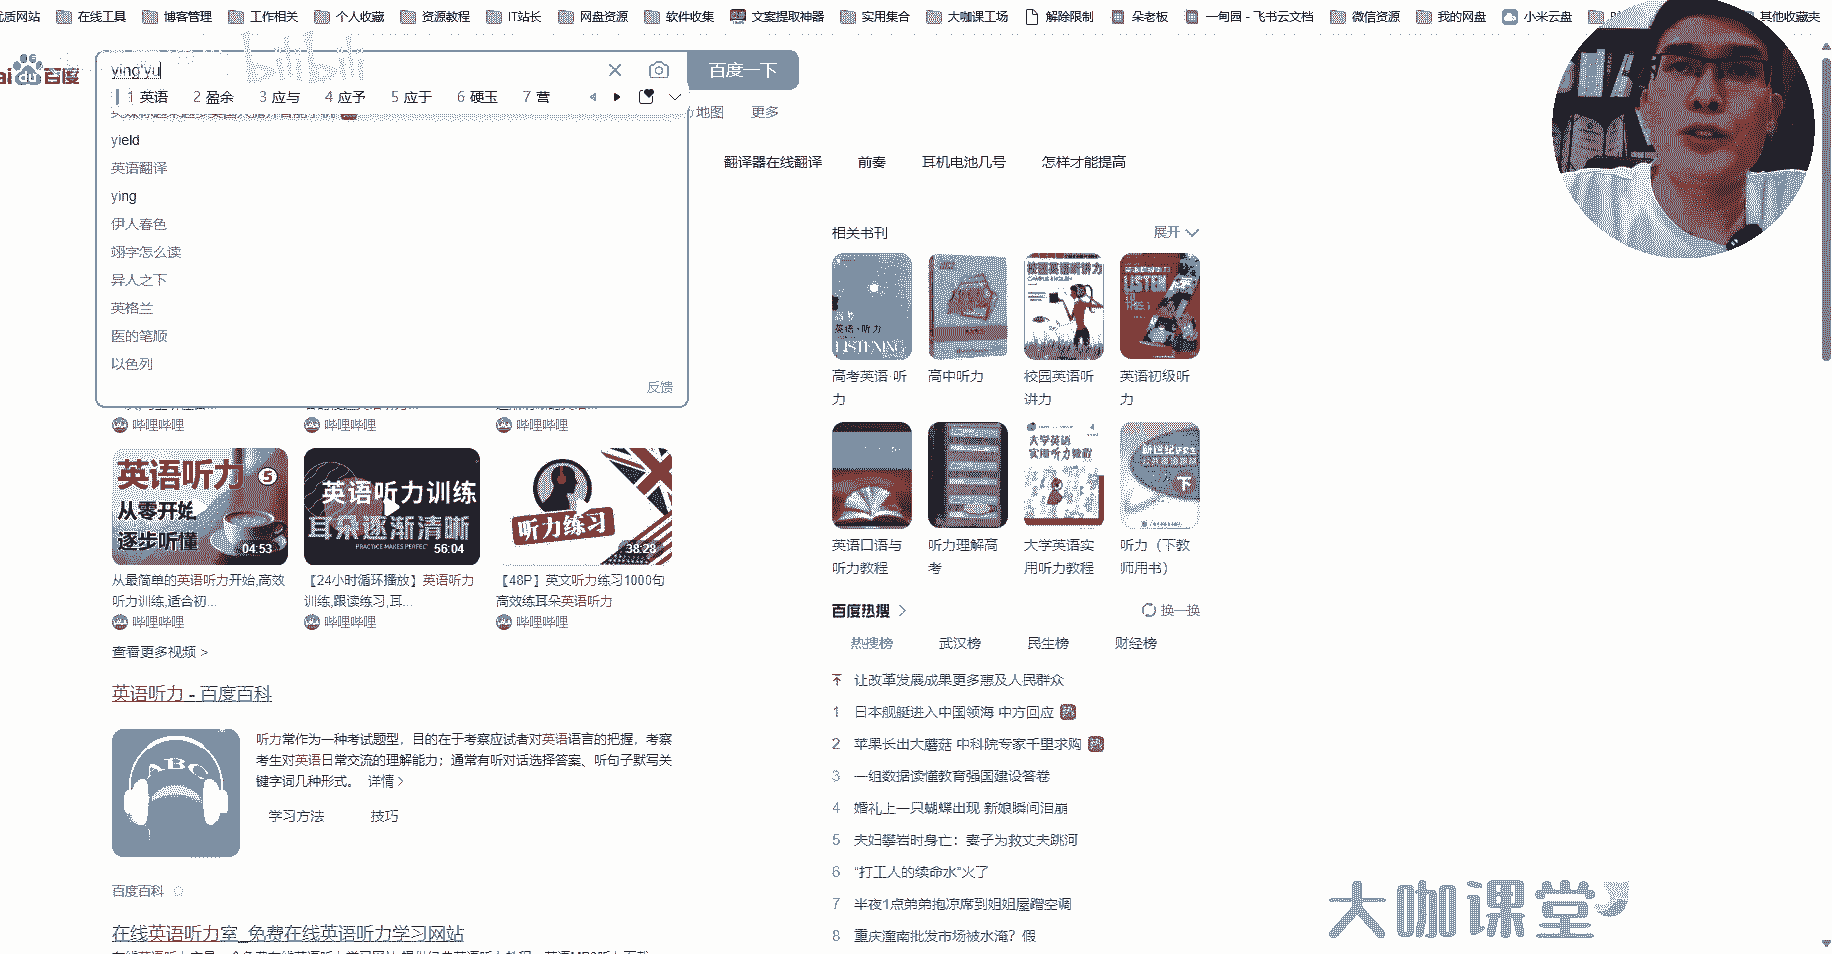 优质网站 在线工具 博客管理 工作相关 个人收藏 资源教程 IT站长 网盘资源 软件收集 文案提取神器 实用集合 大咖课工场 解除限制 朵老板 一甸园 - 飞书云文档 微信资源 我的网盘 小米云盘 其他收藏夹
bilibili
百度
ying'yu
百度一下
1 英语 2 盈余 3 应与 4 应予 5 应于 6 硬玉 7 营
地图 更多
yield
英语翻译
ying
伊人春色
翊字怎么读
异人之下
英格兰
医的笔顺
以色列
反馈
翻译器在线翻译 前秦 耳机电池几号 怎样才能提高
相关书刊 展开
LISTENING
校园英语听讲力
LISTEN
高考英语·听力
高中听力
校园英语听讲力
英语初级听力
大学英语
实用听力教程
下
英语口语与听力教程
听力理解高考
大学英语实用听力教程
听力（下教师用书）
哔哩哔哩 哔哩哔哩 哔哩哔哩
英语听力 5
从零开始
逐步听懂
04:53
英语听力训练
耳朵逐渐清晰
PRACTICE MAKES PERFECT
56:04
听力练习
38:28
从最简单的英语听力开始,高效
听力训练,适合初...
【24小时循环播放】英语听力
训练,跟读练习,耳...
【48P】英文听力练习1000句
高效练耳朵英语听力
哔哩哔哩 哔哩哔哩 哔哩哔哩
查看更多视频 >
英语听力 - 百度百科
ABC
听力常作为一种考试题型，目的在于考察应试者对英语语言的把握，考察
考生对英语日常交流的理解能力；通常有听对话选择答案、听句子默写关
键字词几种形式。 详情 >
学习方法 技巧
百度百科
在线英语听力室_免费在线英语听力学习网站
百度热搜 > 换一换
热搜榜 武汉榜 民生榜 财经榜
让改革发展成果更多惠及人民群众
1 日本舰艇进入中国领海 中方回应 热
2 苹果长出大蘑菇 中科院专家千里求购 热
3 一组数据读懂教育强国建设答卷
4 婚礼上一只蝴蝶出现 新娘瞬间泪崩
5 夫妇攀岩时身亡：妻子为救丈夫跳河
6 “打工人的续命水”火了
7 半夜1点弟弟抱凉席到姐姐屋蹭空调
8 重庆潼南批发市场被水淹？假
大咖课堂